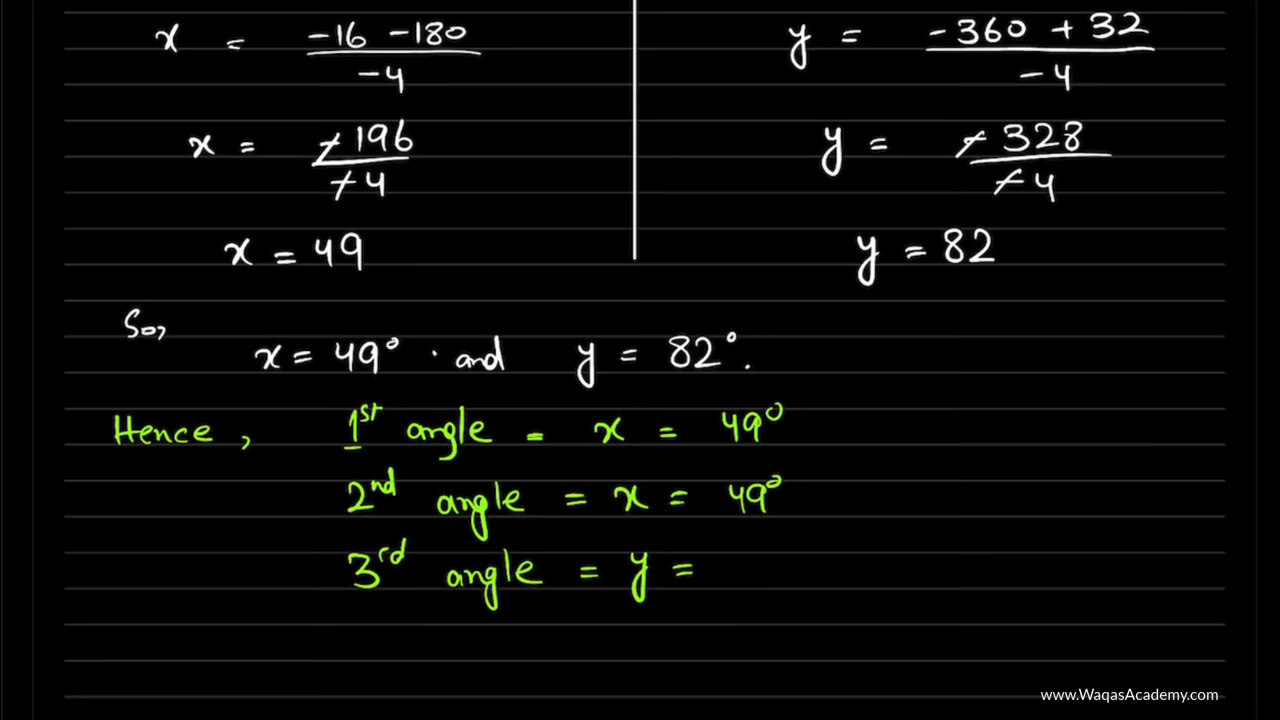 x = -16 -180 / -4
x = -196 / -4
x = 49
y = -360 + 32 / -4
y = -328 / -4
y = 82
So,
x = 49° . and y = 82°.
Hence, 1st angle = x = 49°
2nd angle = x = 49°
3rd angle = y =
www.WaqasAcademy.com